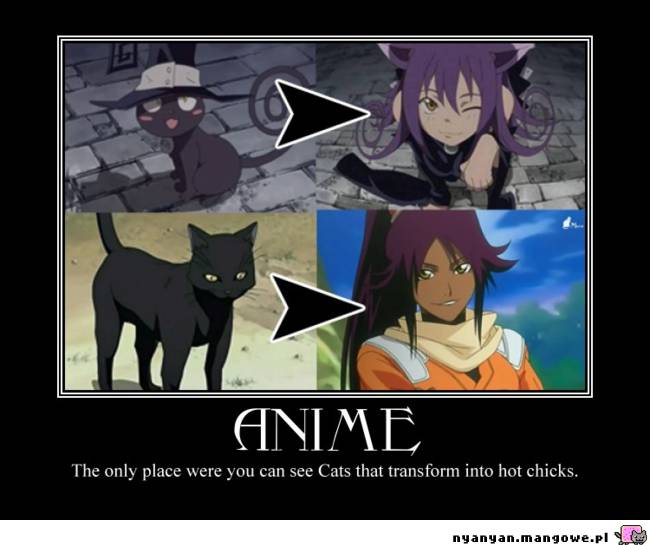 ANIME
The only place were you can see Cats that transform into hot chicks.
nyanyan.mangowe.pl